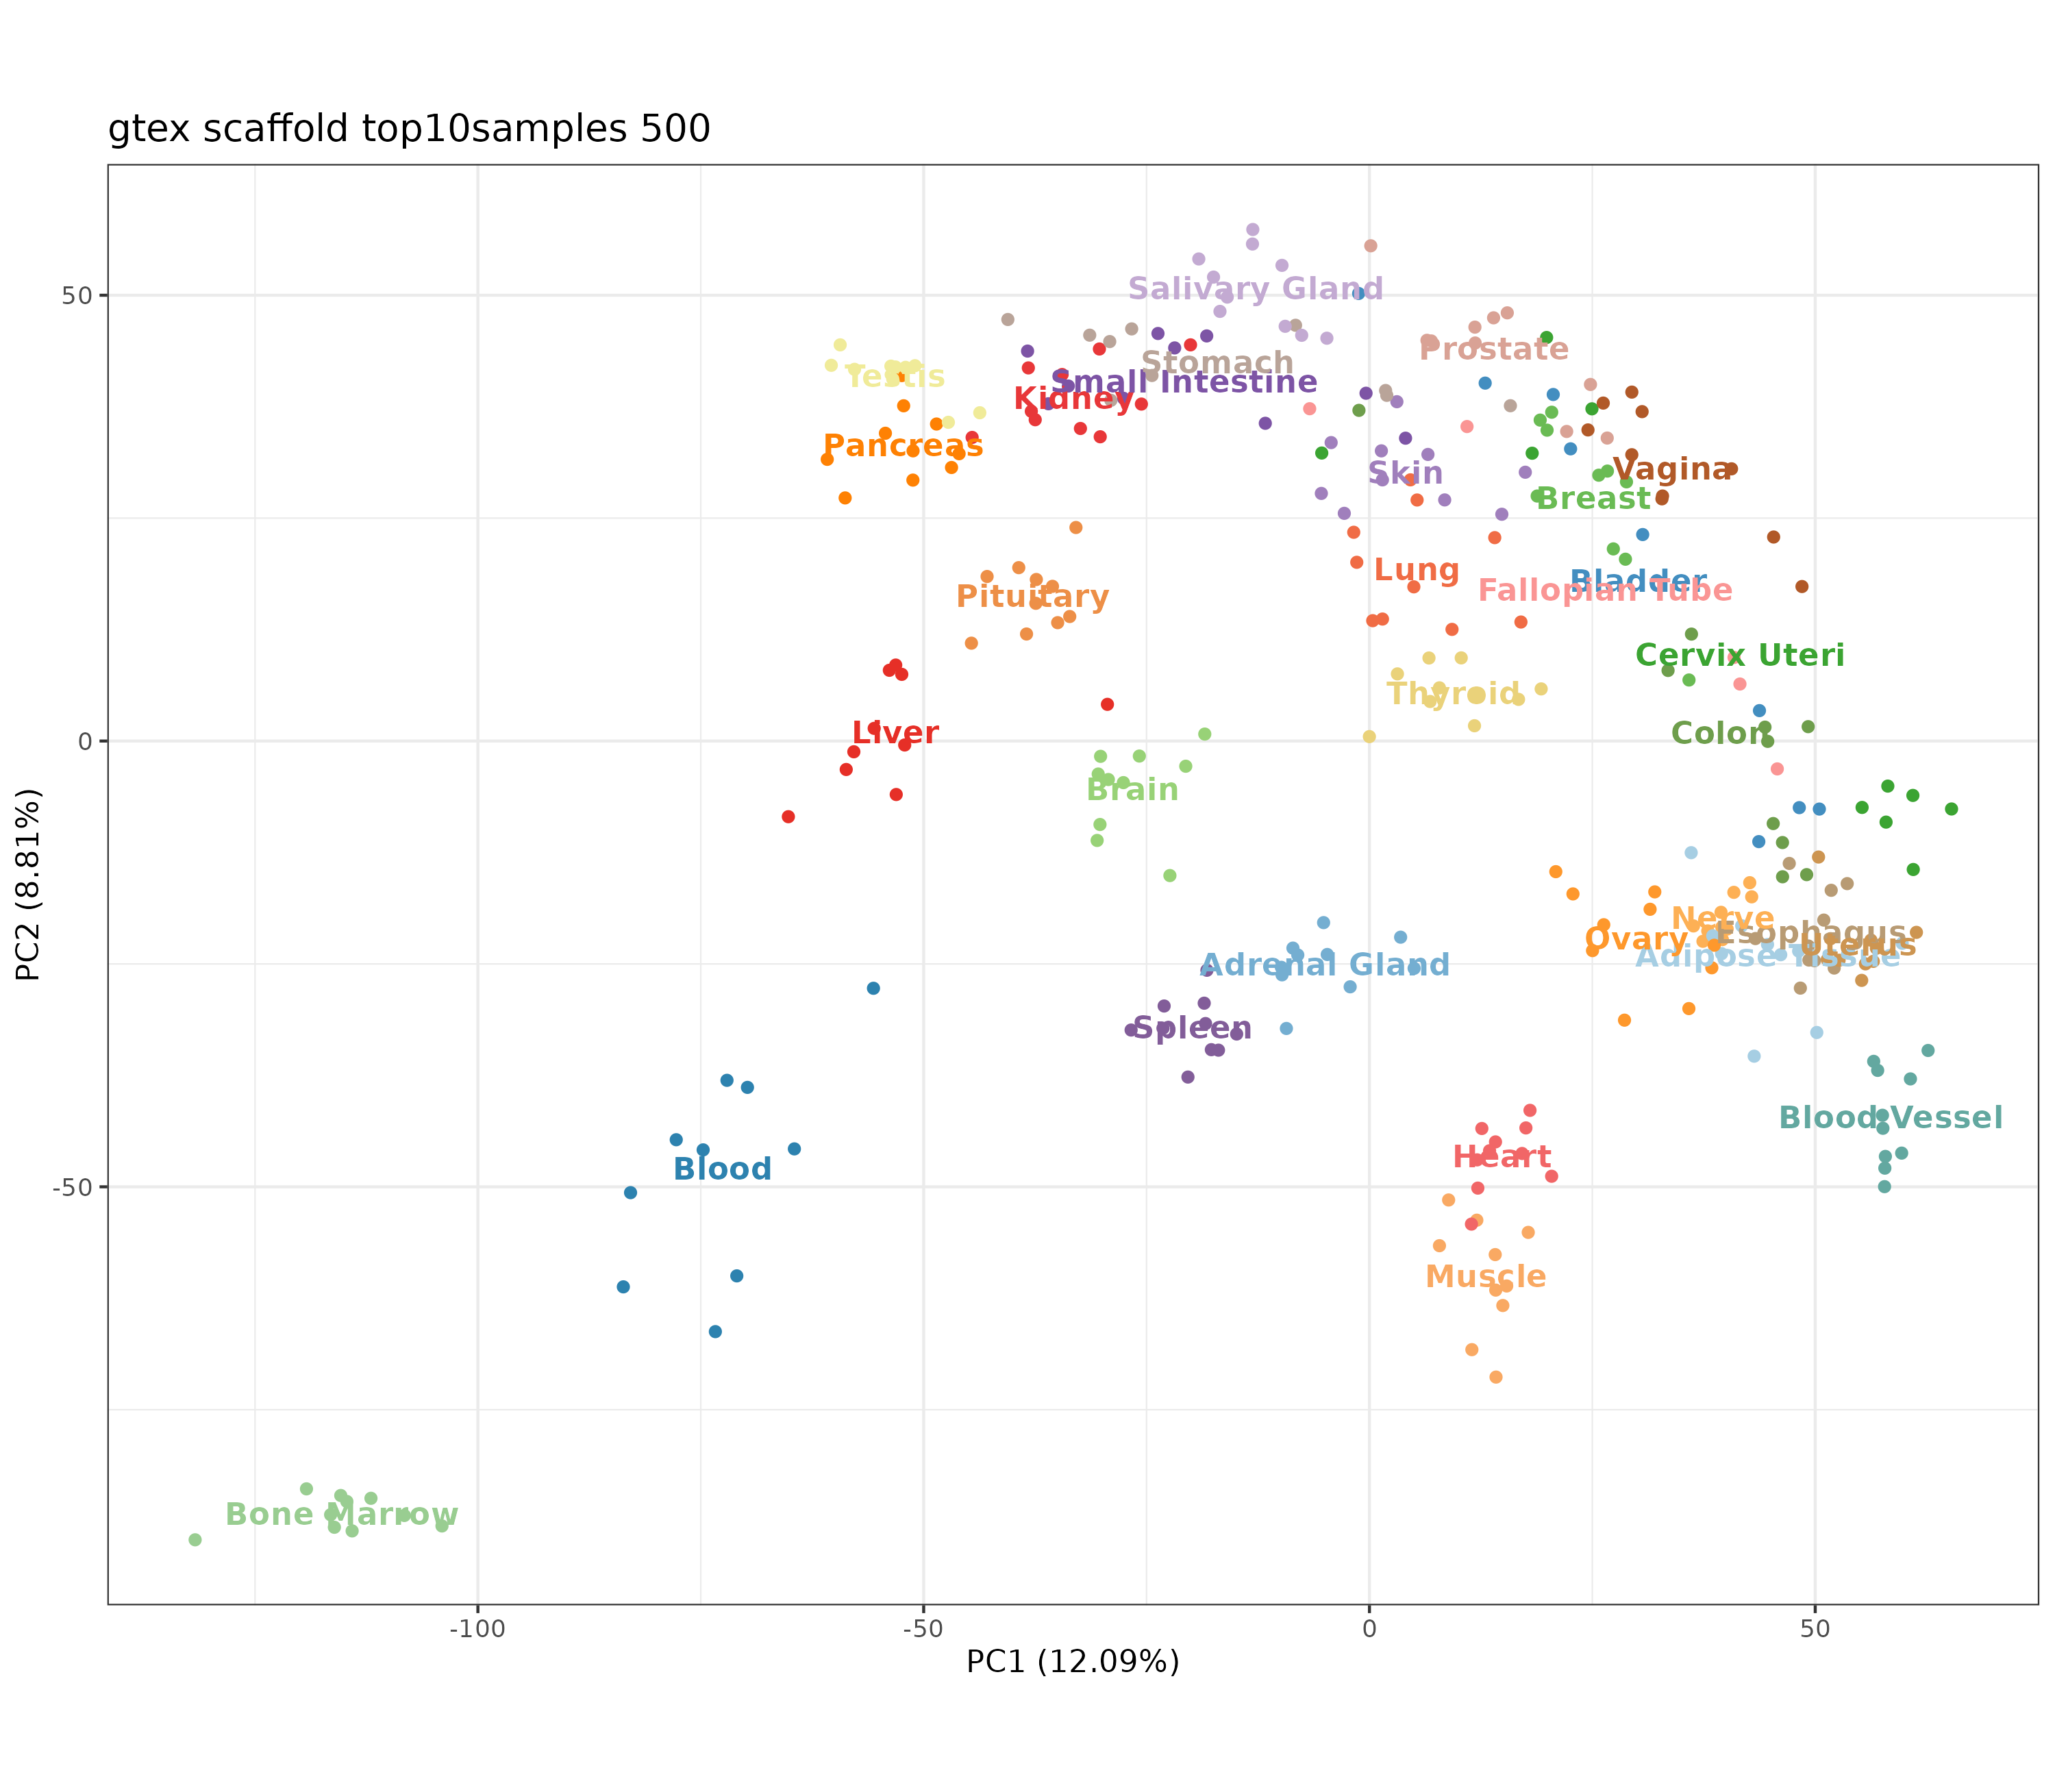 gtex scaffold top10samples 500
50
0
-50
PC2 (8.81%)
Salivary Gland
Prostate
Stomach
Testis
Small Intestine
Kidney
Pancreas
Vagina
Skin
Breast
Lung
Bladder
Fallopian Tube
Pituitary
Cervix Uteri
Thyroid
Liver
Colon
Brain
Nerve
Esophagus
Ovary
Uterus
Adipose Tissue
Adrenal Gland
Spleen
Blood Vessel
Heart
Blood
Muscle
Bone Marrow
-100 -50 0 50
PC1 (12.09%)